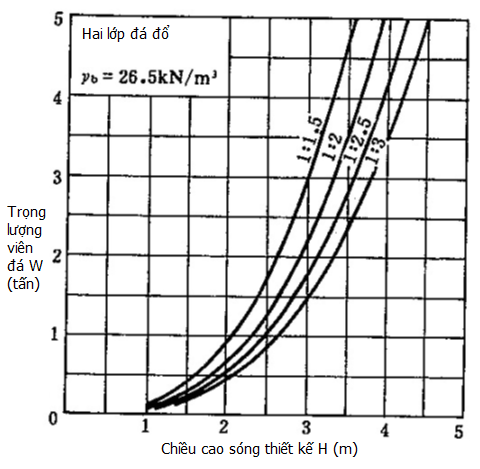 Hai lớp đá đổ
γb = 26.5kN/m³
5
4
3
2
1
0
Trọng
lượng
viên
đá W
(tấn)
1:1.5
1:2
1:2.5
1:3
1
2
3
4
5
Chiều cao sóng thiết kế H (m)